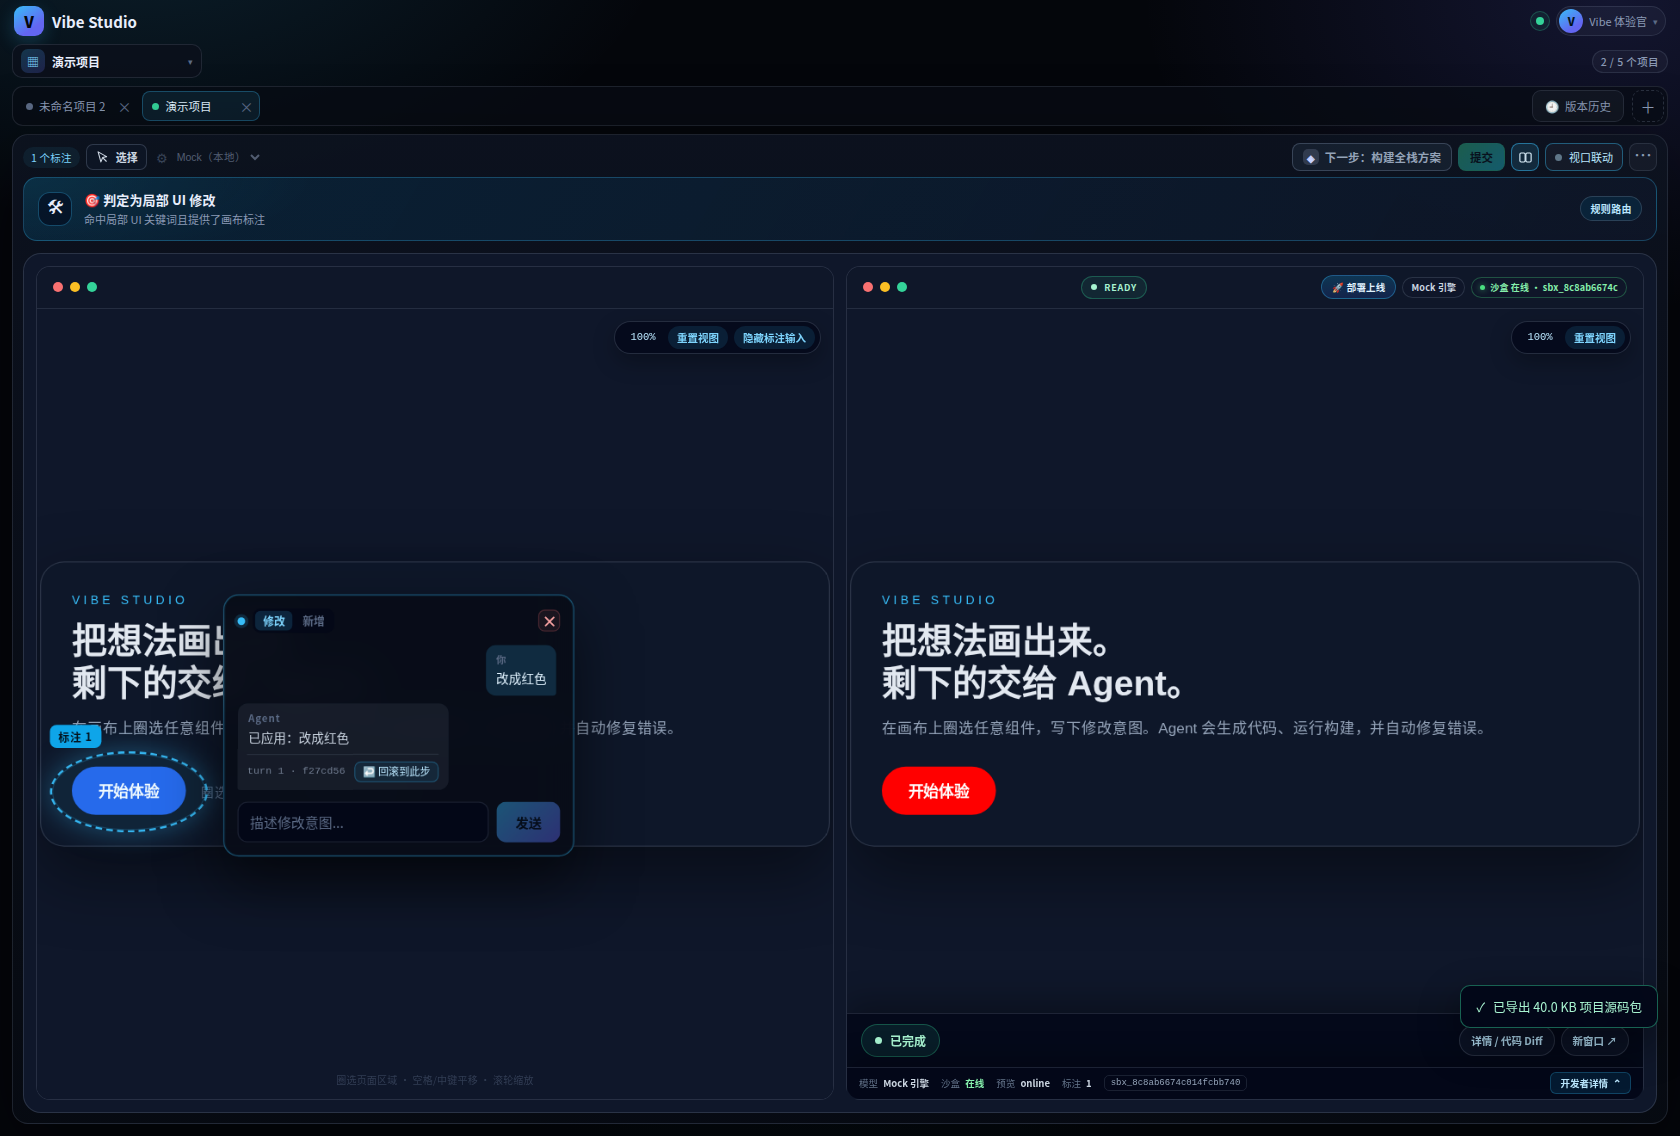 V Vibe Studio
V Vibe 体验官
演示项目
2 / 5 个项目
未命名项目 2
演示项目
版本历史
1 个标注
选择
Mock（本地）
下一步：构建全栈方案
提交
视口联动
判定为局部 UI 修改
命中局部 UI 关键词且提供了画布标注
规则路由
READY
部署上线
Mock 引擎
沙盒 在线 · sbx_8c8ab6674c
100%
重置视图
隐藏标注输入
100%
重置视图
VIBE STUDIO
把想法画出
剩下的交给
在画布上圈选任意组件
自动修复错误。
标注 1
开始体验
圈选
修改
新增
你
改成红色
Agent
已应用：改成红色
turn 1 · f27cd56
回滚到此步
描述修改意图...
发送
圈选页面区域 · 空格/中键平移 · 滚轮缩放
VIBE STUDIO
把想法画出来。
剩下的交给 Agent。
在画布上圈选任意组件，写下修改意图。Agent 会生成代码、运行构建，并自动修复错误。
开始体验
✓ 已导出 40.0 KB 项目源码包
已完成
详情 / 代码 Diff
新窗口 ↗
模型 Mock 引擎
沙盒 在线
预览 online
标注 1
sbx_8c8ab6674c014fcbb740
开发者详情